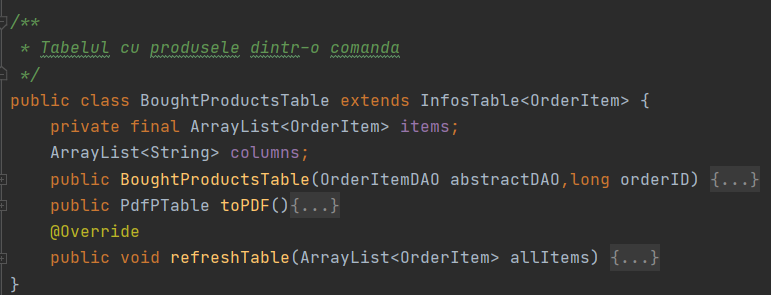 /**
 * Tabelul cu produsele dintr-o comanda
 */
public class BoughtProductsTable extends InfosTable<OrderItem> {
    private final ArrayList<OrderItem> items;
    ArrayList<String> columns;
    public BoughtProductsTable(OrderItemDAO abstractDAO,long orderID) {...}
    public PdfPTable toPDF(){...}
    @Override
    public void refreshTable(ArrayList<OrderItem> allItems) {...}
}